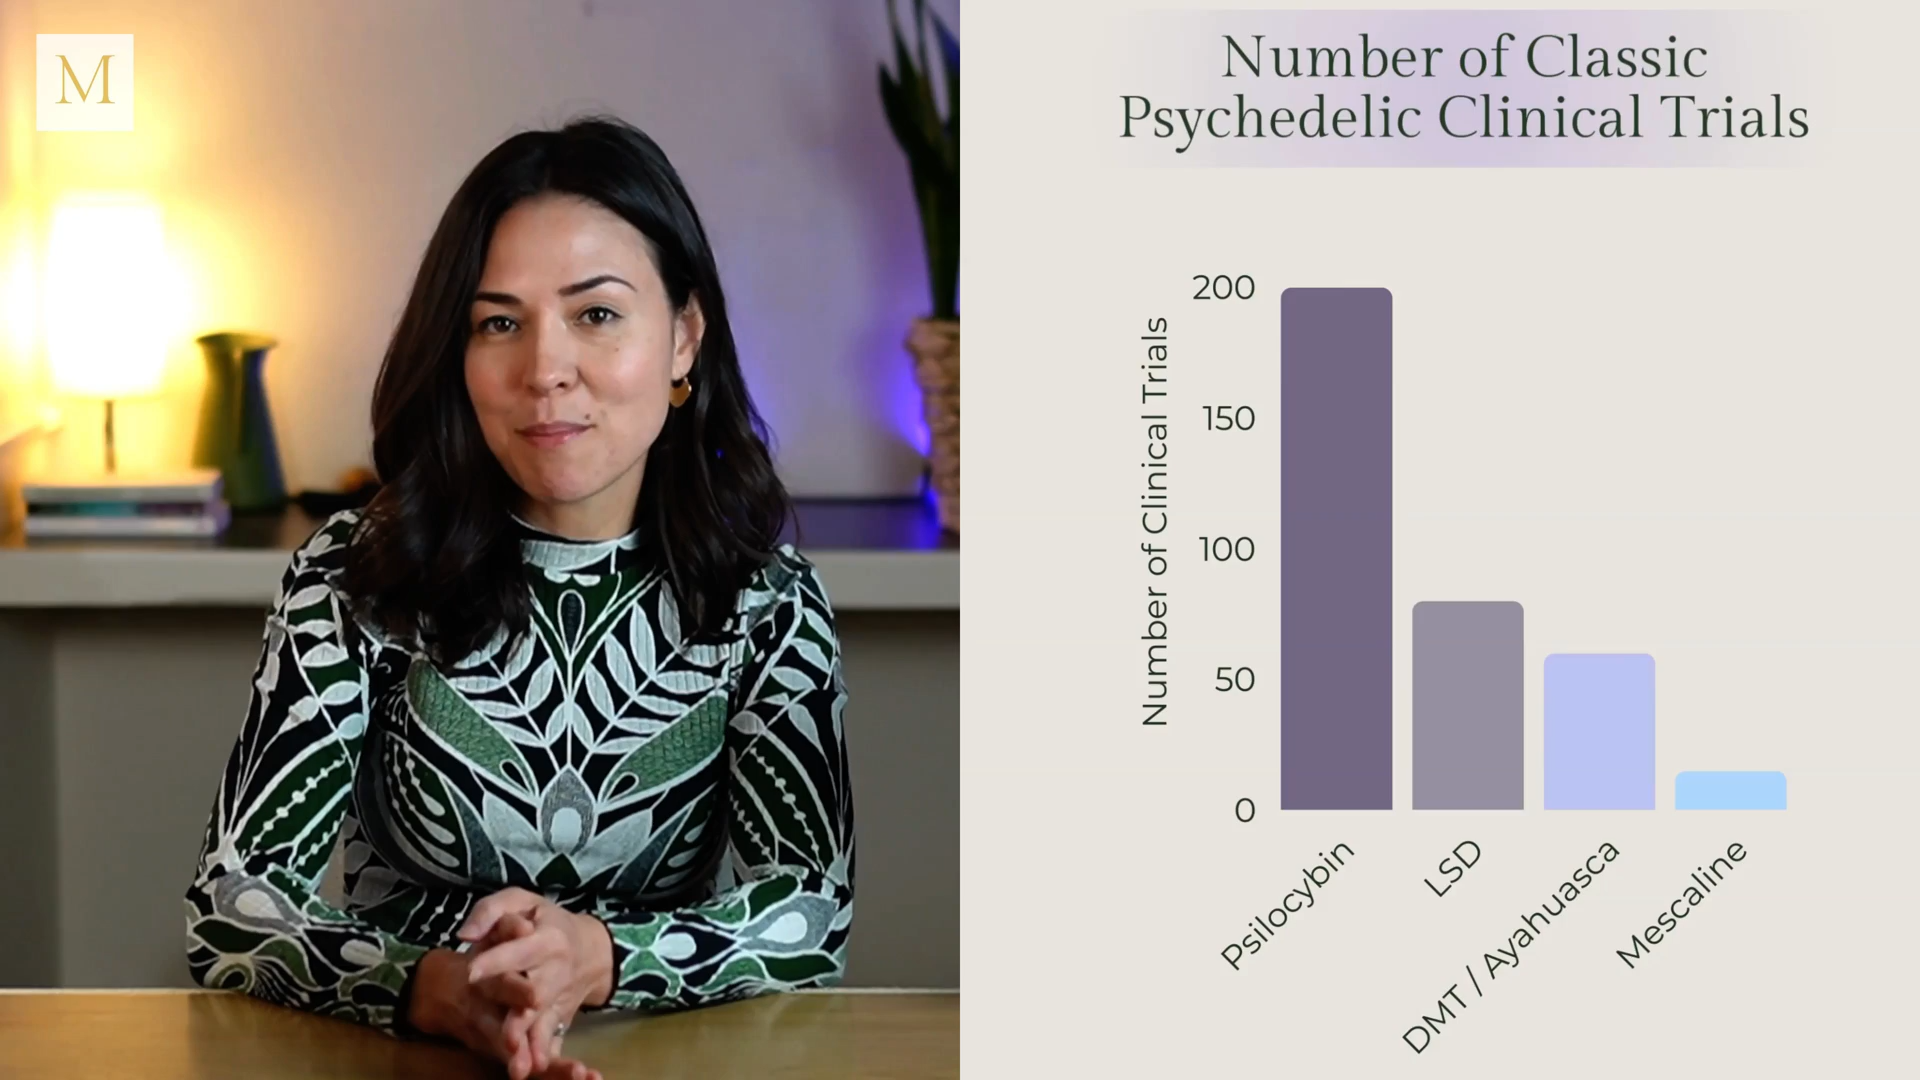 M
Number of Classic
Psychedelic Clinical Trials
Number of Clinical Trials
200
150
100
50
0
Psilocybin
LSD
DMT / Ayahuasca
Mescaline